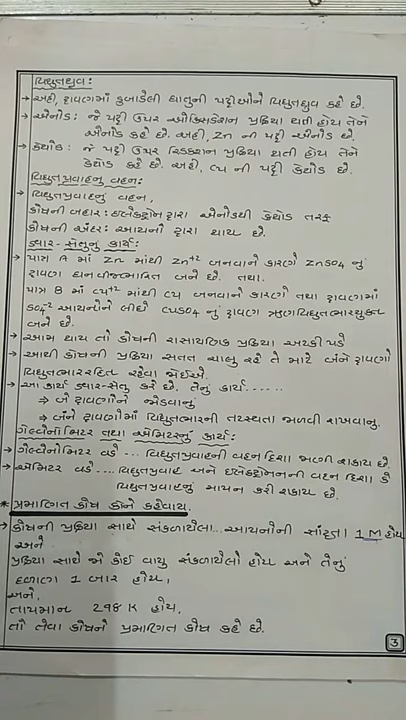 વિદ્યુતધ્રુવ:
→ અહીં, દ્રાવણમાં ડુબાડેલી ધાતુની પટ્ટીઓને વિદ્યુતધ્રુવ કહે છે.
→ એનોડ: જે પટ્ટી ઉપર ઓક્સિડેશન પ્રક્રિયા થતી હોય તેને
એનોડ કહે છે. અહીં, Zn ની પટ્ટી એનોડ છે.
→ કેથોડ: જે પટ્ટી ઉપર રિડક્શન પ્રક્રિયા થતી હોય તેને
કેથોડ કહે છે. અહીં, Cu ની પટ્ટી કેથોડ છે.
વિદ્યુતપ્રવાહનું વહન:
→ વિદ્યુતપ્રવાહનું વહન,
કોષની બહાર: ઇલેક્ટ્રોન દ્વારા એનોડથી કેથોડ તરફ
કોષની અંદર: આયનો દ્વારા થાય છે.
ક્ષાર-સેતુનું કાર્ય:
→ પાત્ર A માં Zn માંથી Zn+2 બનવાને કારણે ZnSO4 નું
દ્રાવણ ધન વીજભારિત બને છે. તથા.
પાત્ર B માં Cu+2 માંથી Cu બનવાને કારણે તથા દ્રાવણમાં
SO4-2 આયનોને લીધે CuSO4 નું દ્રાવણ ઋણવિદ્યુતભારયુક્ત
બને છે.
→ આમ થાય તો કોષની રાસાયણિક પ્રક્રિયા અટકી પડે
→ આથી કોષની પ્રક્રિયા સતત ચાલુ રહે તે માટે બંને દ્રાવણો
વિદ્યુતભારરહિત રહેવા જોઈએ.
→ આ કાર્ય ક્ષાર-સેતુ કરે છે. તેનું કાર્ય......
→ બે દ્રાવણોને જોડવાનું
→ બંને દ્રાવણોમાં વિદ્યુતભારની તટસ્થતા જાળવી રાખવાનું.
ગેલ્વેનોમિટર તથા એમિટરનું કાર્ય:
→ ગેલ્વેનોમિટર વડે... વિદ્યુતપ્રવાહની વહન દિશા જાણી શકાય છે.
→ એમિટર વડે.... વિદ્યુતપ્રવાહ અને ઇલેક્ટ્રોનની વહન દિશા કે
વિદ્યુતપ્રવાહનું માપન કરી શકાય છે.
* પ્રમાણિત કોષ કોને કહેવાય.
→ કોષની પ્રક્રિયા સાથે સંકળાયેલા... આયનોની સાંદ્રતા 1 M હોય
અને
પ્રક્રિયા સાથે જો કોઈ વાયુ સંકળાયેલો હોય અને તેનું
દબાણ 1 બાર હોય,
અને,
તાપમાન 298 K હોય,
તો તેવા કોષને પ્રમાણિત કોષ કહે છે.
3